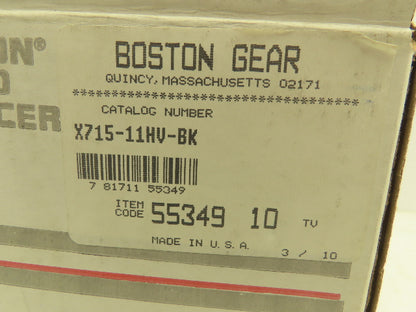 ON®
O
CER
BOSTON GEAR
QUINCY, MASSACHUSETTS 02171
****************************************
CATALOG NUMBER
X715-11HV-BK
7 81711 55349
ITEM CODE 55349 10 TV
MADE IN U.S.A. 3 / 10